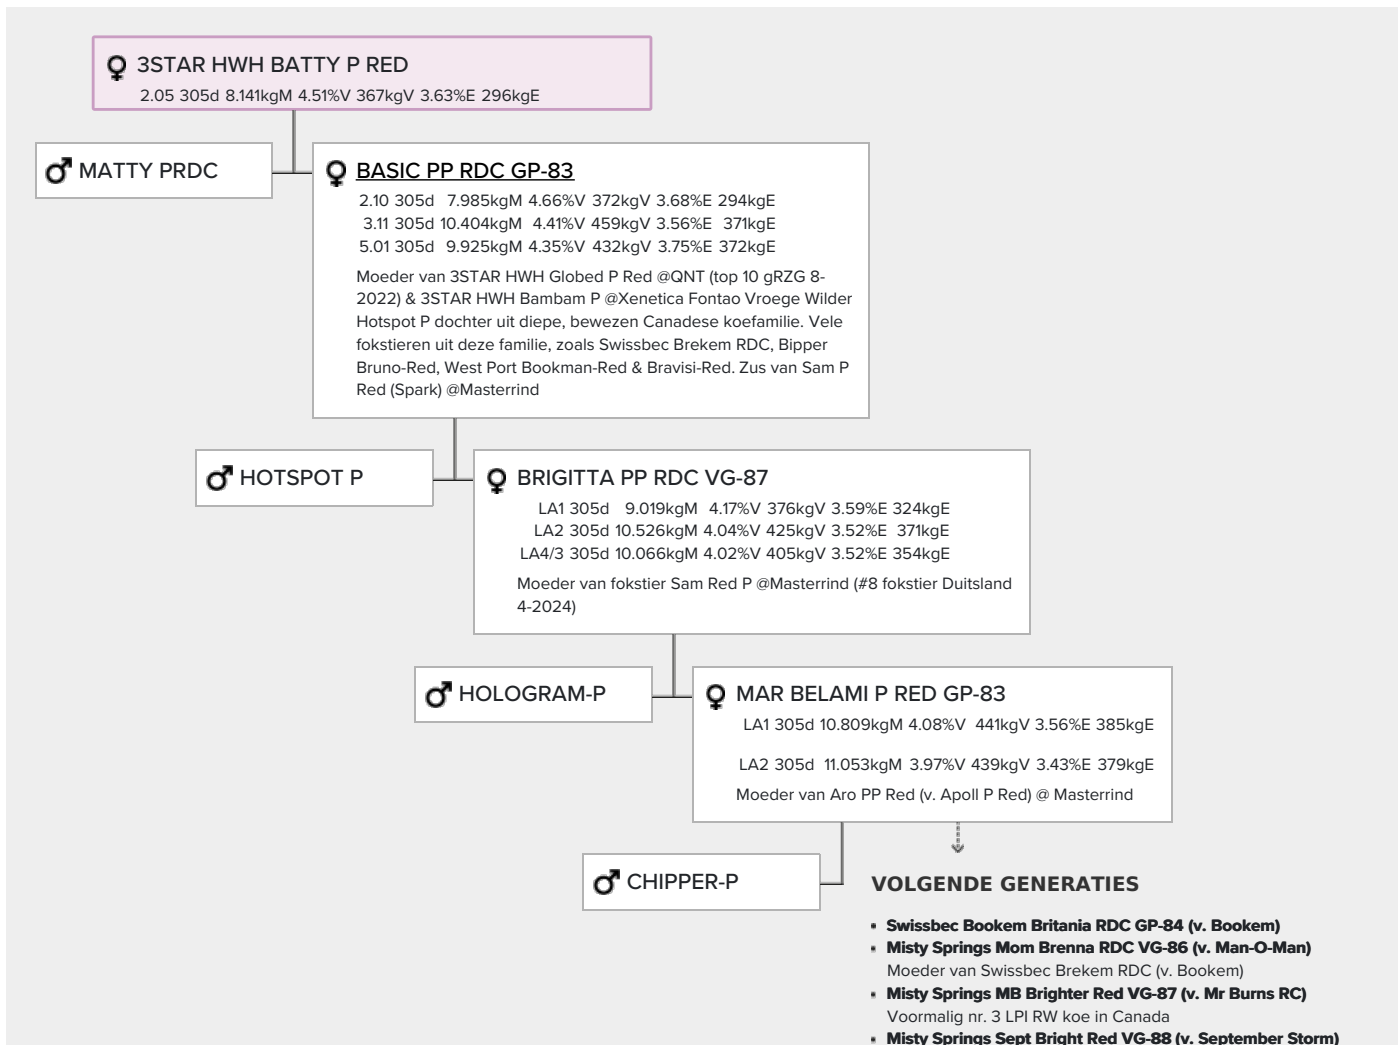 3STAR HWH BATTY P RED
2.05 305d 8.141kgM 4.51%V 367kgV 3.63%E 296kgE
MATTY PRDC
BASIC PP RDC GP-83
2.10 305d 7.985kgM 4.66%V 372kgV 3.68%E 294kgE
3.11 305d 10.404kgM 4.41%V 459kgV 3.56%E 371kgE
5.01 305d 9.925kgM 4.35%V 432kgV 3.75%E 372kgE
Moeder van 3STAR HWH Globed P Red @QNT (top 10 gRZG 8-
2022) & 3STAR HWH Bambam P @Xenetica Fontao Vroege Wilder
Hotspot P dochter uit diepe, bewezen Canadese koefamilie. Vele
fokstieren uit deze familie, zoals Swissbec Brekem RDC, Bipper
Bruno-Red, West Port Bookman-Red & Bravisi-Red. Zus van Sam P
Red (Spark) @Masterrind
HOTSPOT P
BRIGITTA PP RDC VG-87
LA1 305d 9.019kgM 4.17%V 376kgV 3.59%E 324kgE
LA2 305d 10.526kgM 4.04%V 425kgV 3.52%E 371kgE
LA4/3 305d 10.066kgM 4.02%V 405kgV 3.52%E 354kgE
Moeder van fokstier Sam Red P @Masterrind (#8 fokstier Duitsland
4-2024)
HOLOGRAM-P
MAR BELAMI P RED GP-83
LA1 305d 10.809kgM 4.08%V 441kgV 3.56%E 385kgE
LA2 305d 11.053kgM 3.97%V 439kgV 3.43%E 379kgE
Moeder van Aro PP Red (v. Apoll P Red) @ Masterrind
CHIPPER-P
VOLGENDE GENERATIES
Swissbec Bookem Britania RDC GP-84 (v. Bookem)
Misty Springs Mom Brenna RDC VG-86 (v. Man-O-Man)
Moeder van Swissbec Brekem RDC (v. Bookem)
Misty Springs MB Brighter Red VG-87 (v. Mr Burns RC)
Voormalig nr. 3 LPI RW koe in Canada
Misty Springs Sept Bright Red VG-88 (v. September Storm)